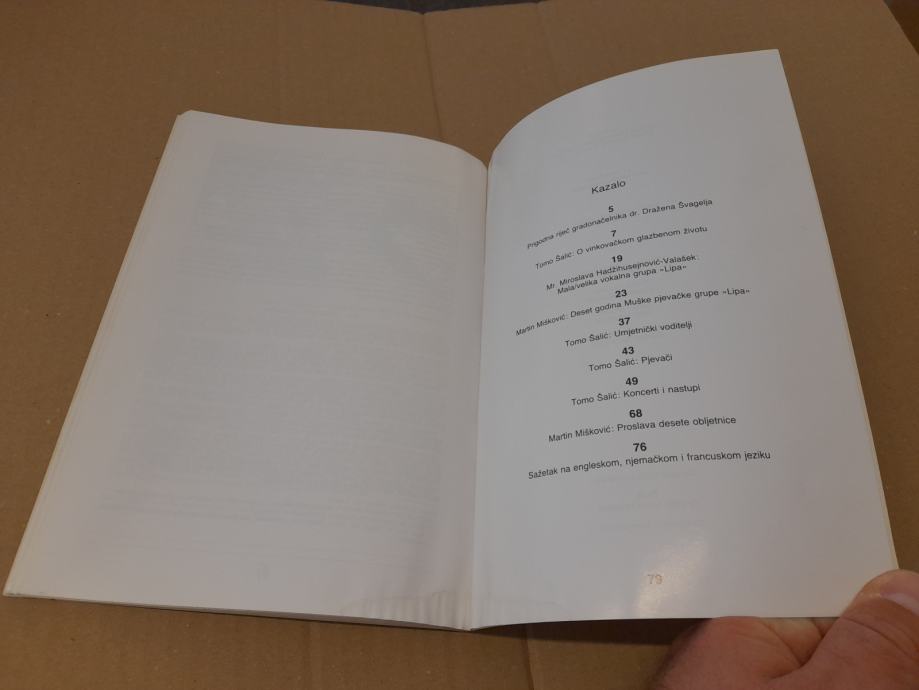 Kazalo
5
Prigodna riječ gradonačelnika dr. Dražena Švagelja
7
Tomo Šalić: O vinkovačkom glazbenom životu
19
Mr. Miroslava Hadžihusejnović-Valašek:
Mala/velika vokalna grupa »Lipa«
23
Martin Mišković: Deset godina Muške pjevačke grupe »Lipa«
37
Tomo Šalić: Umjetnički voditelji
43
Tomo Šalić: Pjevači
49
Tomo Šalić: Koncerti i nastupi
68
Martin Mišković: Proslava desete obljetnice
76
Sažetak na engleskom, njemačkom i francuskom jeziku
79